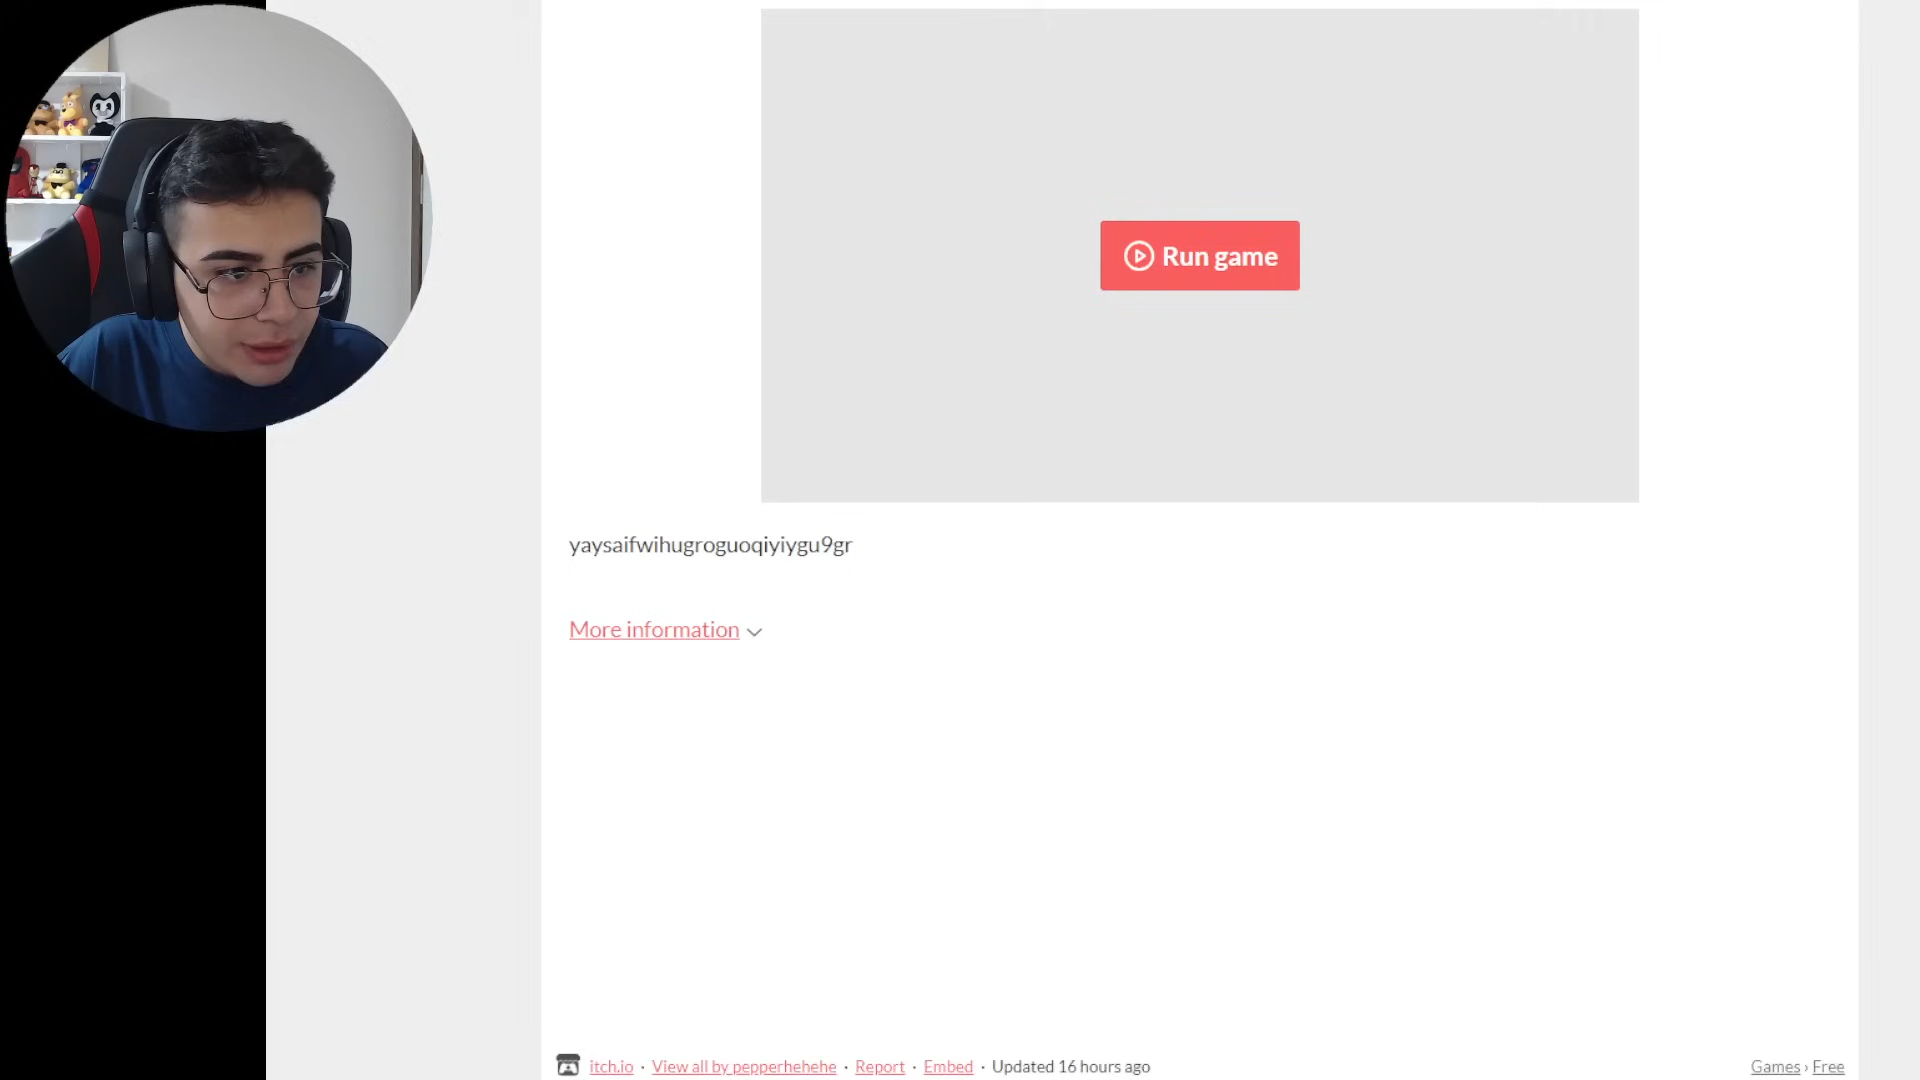 Run game
yaysaifwihugroguoqiyiygu9gr
More information
itch.io · View all by pepperhehehe · Report · Embed · Updated 16 hours ago
Games › Free